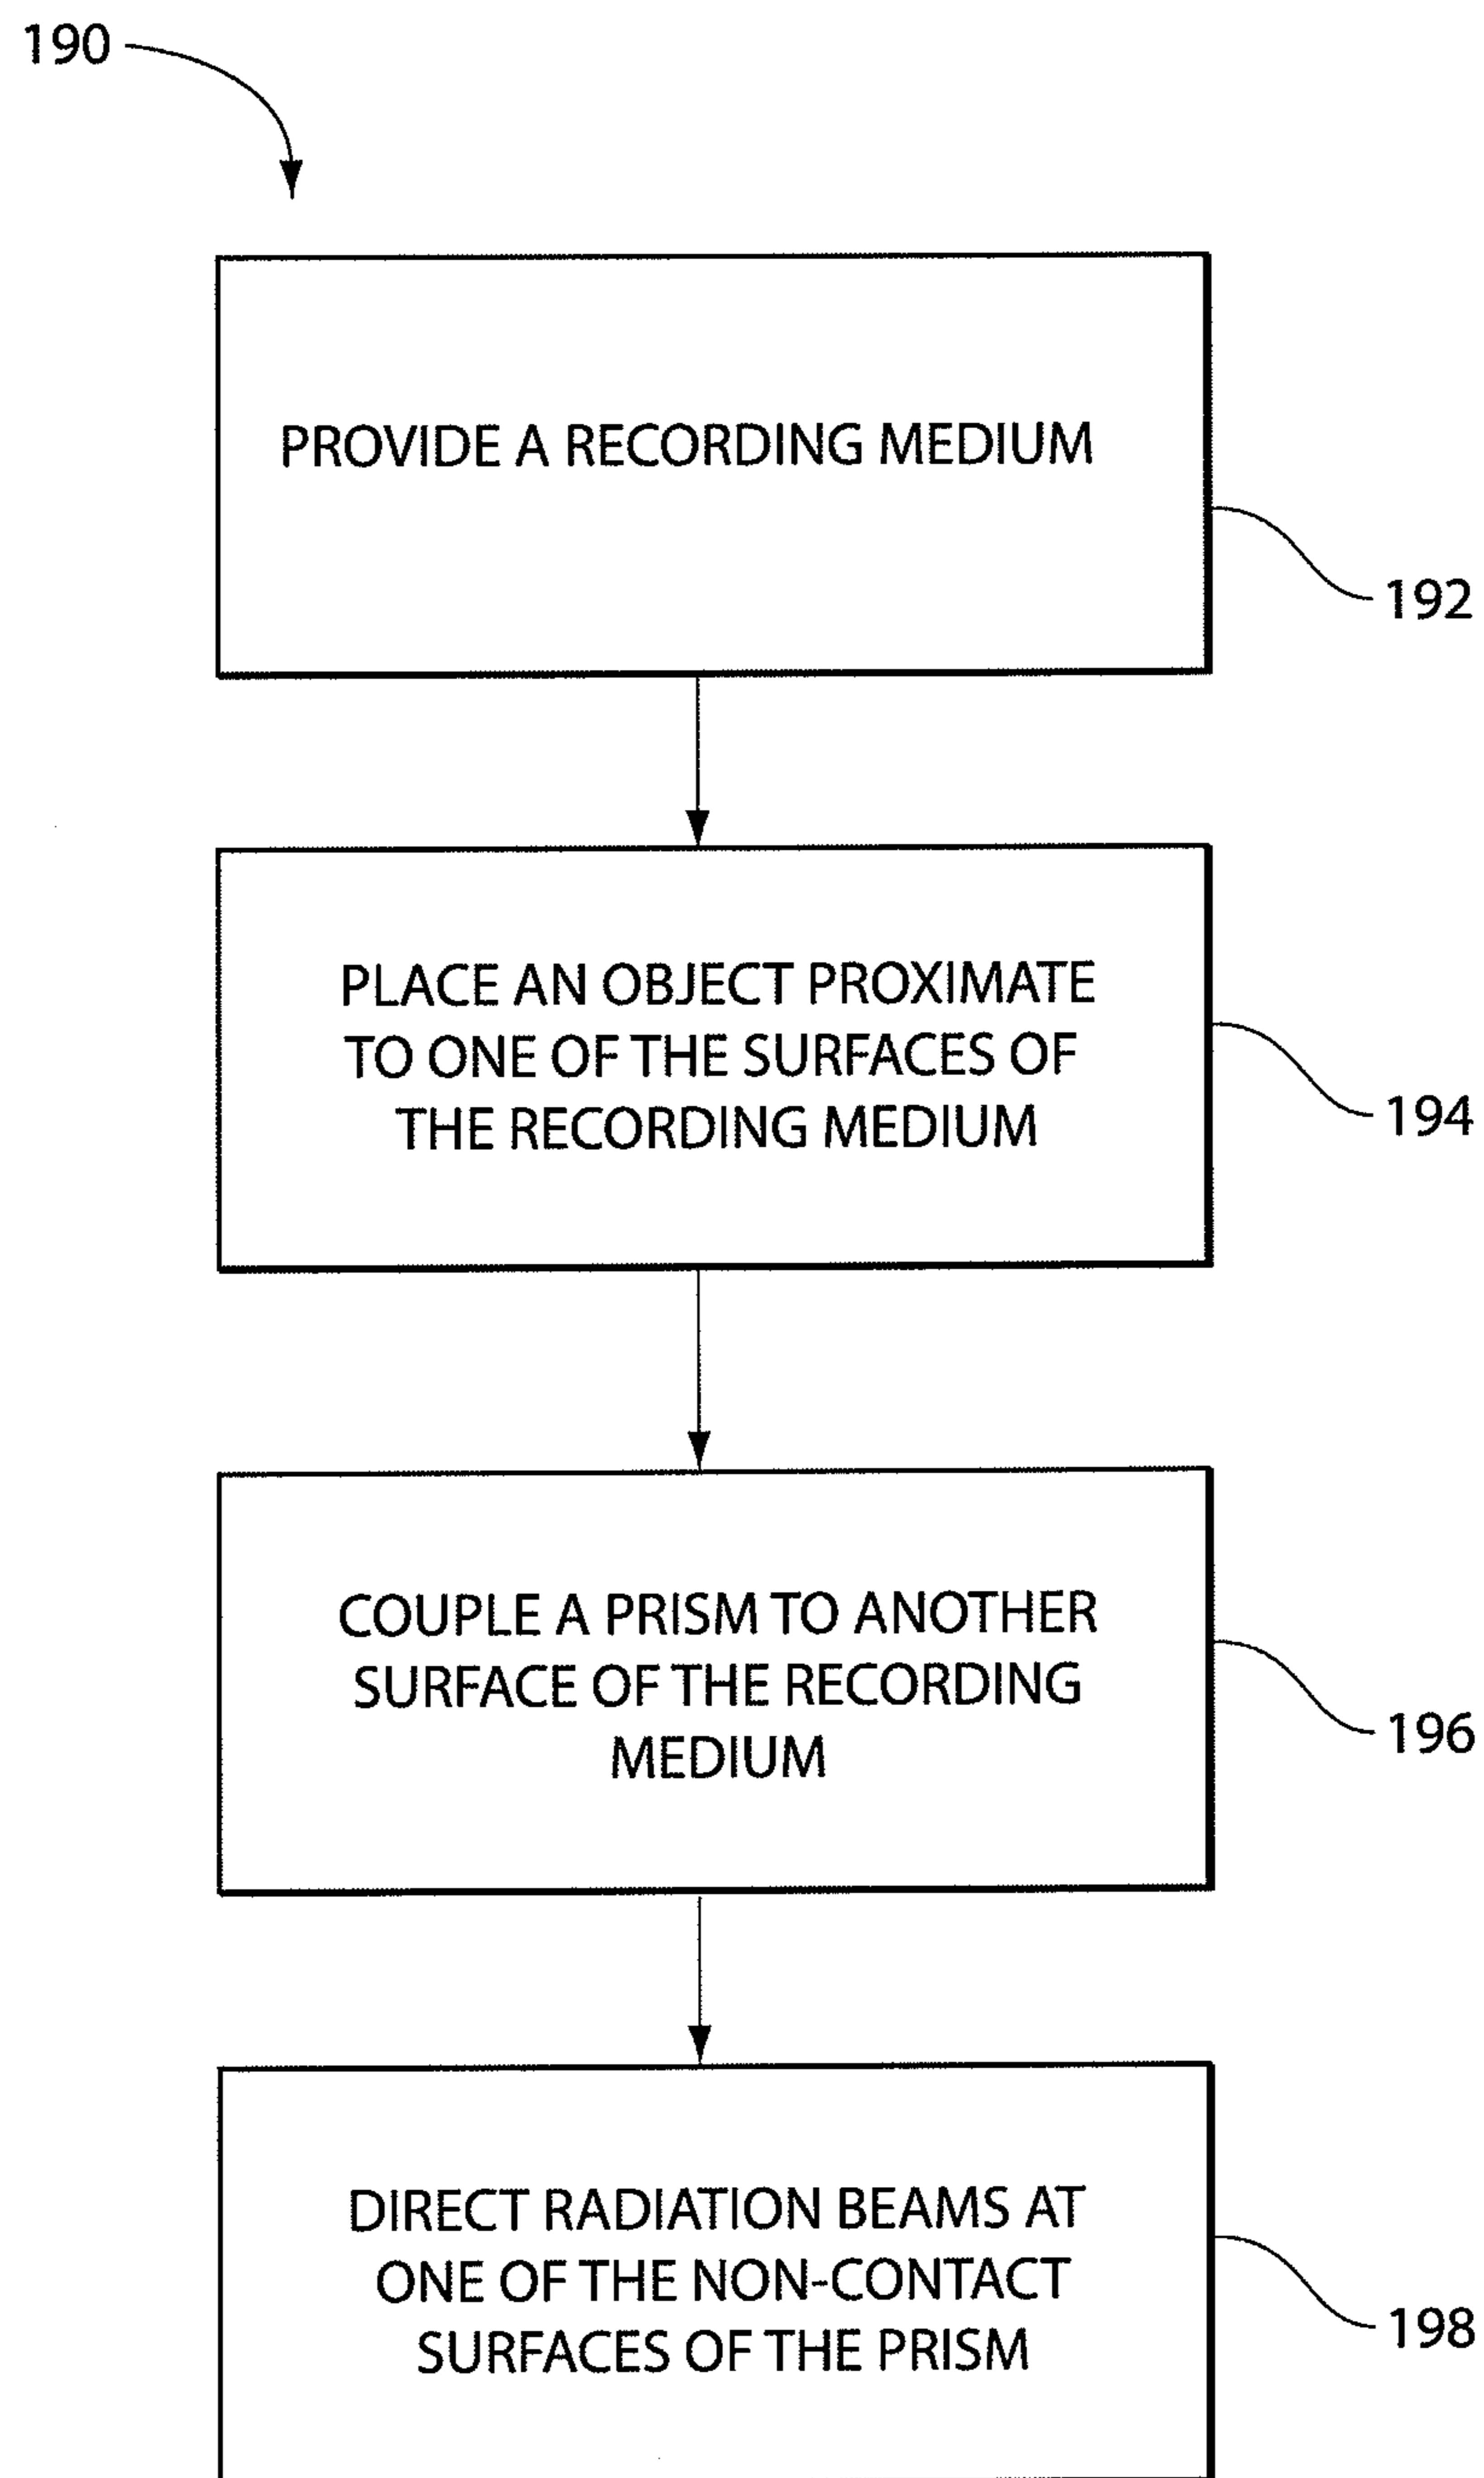 190
PROVIDE A RECORDING MEDIUM
192
PLACE AN OBJECT PROXIMATE
TO ONE OF THE SURFACES OF
THE RECORDING MEDIUM
194
COUPLE A PRISM TO ANOTHER
SURFACE OF THE RECORDING
MEDIUM
196
DIRECT RADIATION BEAMS AT
ONE OF THE NON-CONTACT
SURFACES OF THE PRISM
198